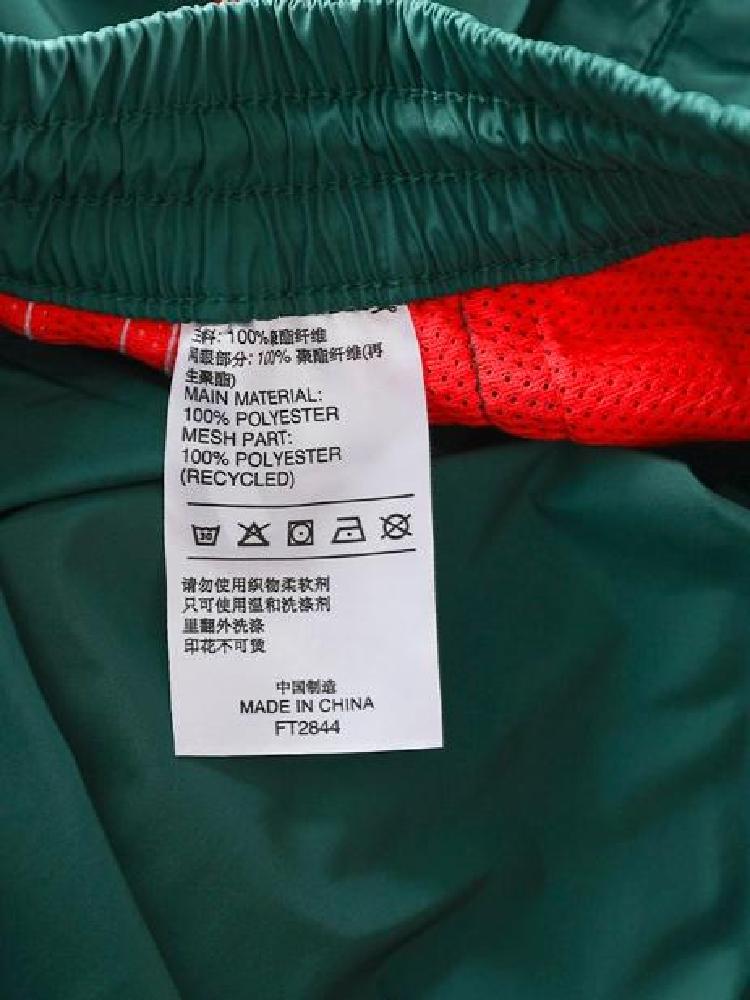 主料: 100%聚酯纤维
网眼部分: 100% 聚酯纤维(再
生聚酯)
MAIN MATERIAL:
100% POLYESTER
MESH PART:
100% POLYESTER
(RECYCLED)
30
请勿使用织物柔软剂
只可使用温和洗涤剂
里翻外洗涤
印花不可烫
中国制造
MADE IN CHINA
FT2844